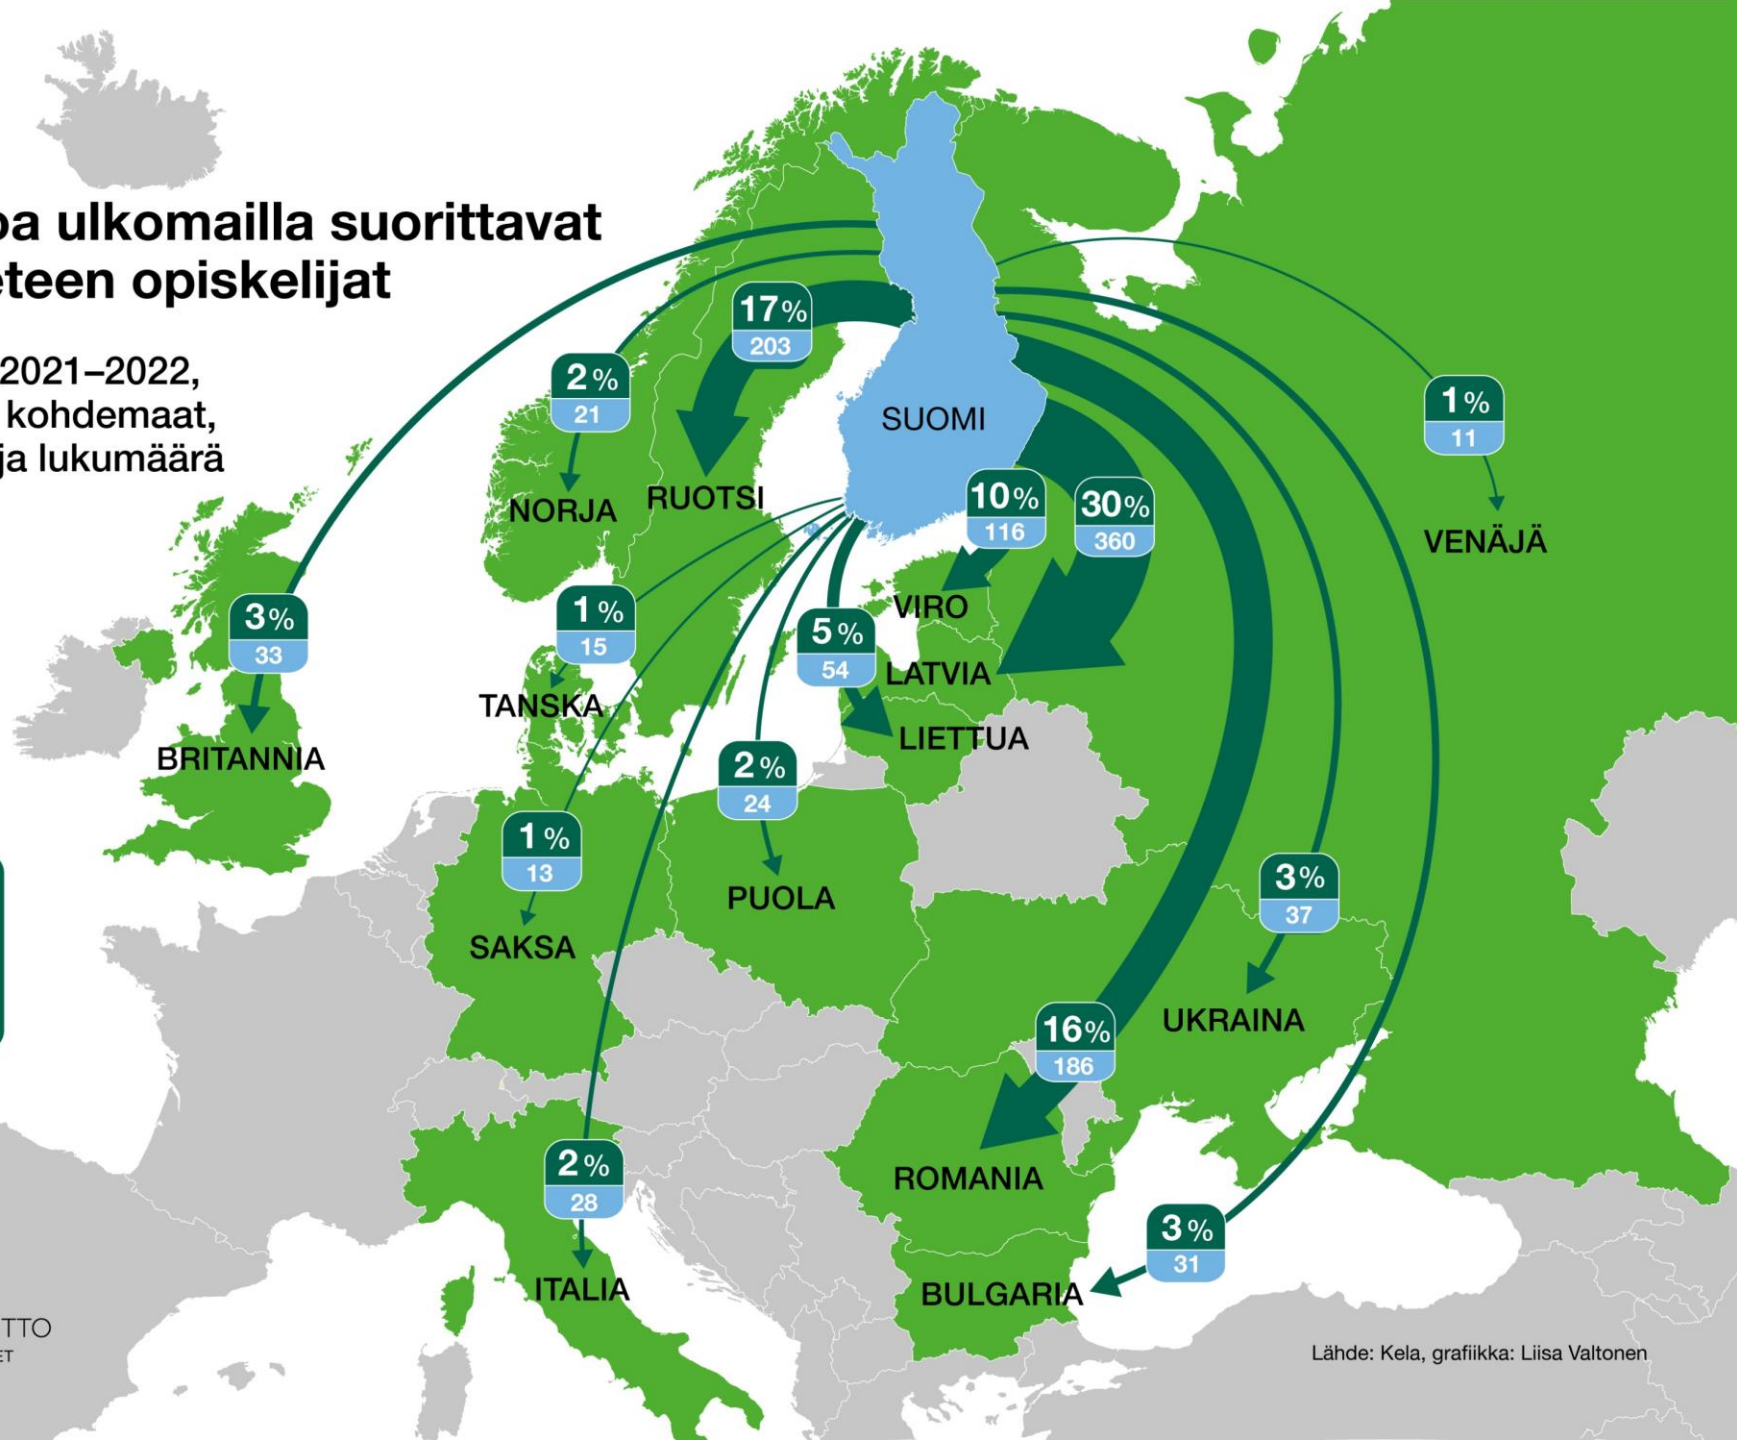 pa ulkomailla suorittavat
eteen opiskelijat
2021–2022,
kohdemaat,
ja lukumäärä
17%
203
2%
21
SUOMI
1%
11
NORJA
RUOTSI
10%
116
30%
360
VENÄJÄ
3%
33
1%
15
VIRO
5%
54
LATVIA
TANSKA
LIETTUA
BRITANNIA
2%
24
1%
13
PUOLA
3%
37
SAKSA
16%
186
UKRAINA
2%
28
ROMANIA
3%
31
ITALIA
BULGARIA
TTO
ET
Lähde: Kela, grafiikka: Liisa Valtonen